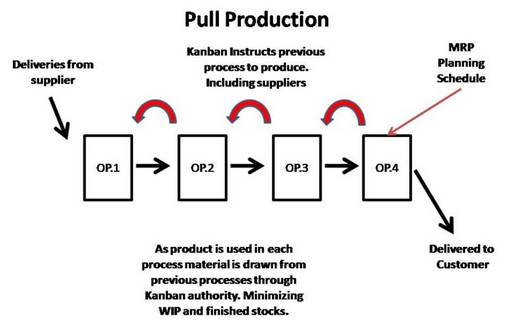 Pull Production
Kanban Instructs previous
process to produce.
Including suppliers
Deliveries from
supplier
MRP
Planning
Schedule
OP.1
OP.2
OP.3
OP.4
As product is used in each
process material is drawn from
previous processes through
Kanban authority. Minimizing
WIP and finished stocks.
Delivered to
Customer